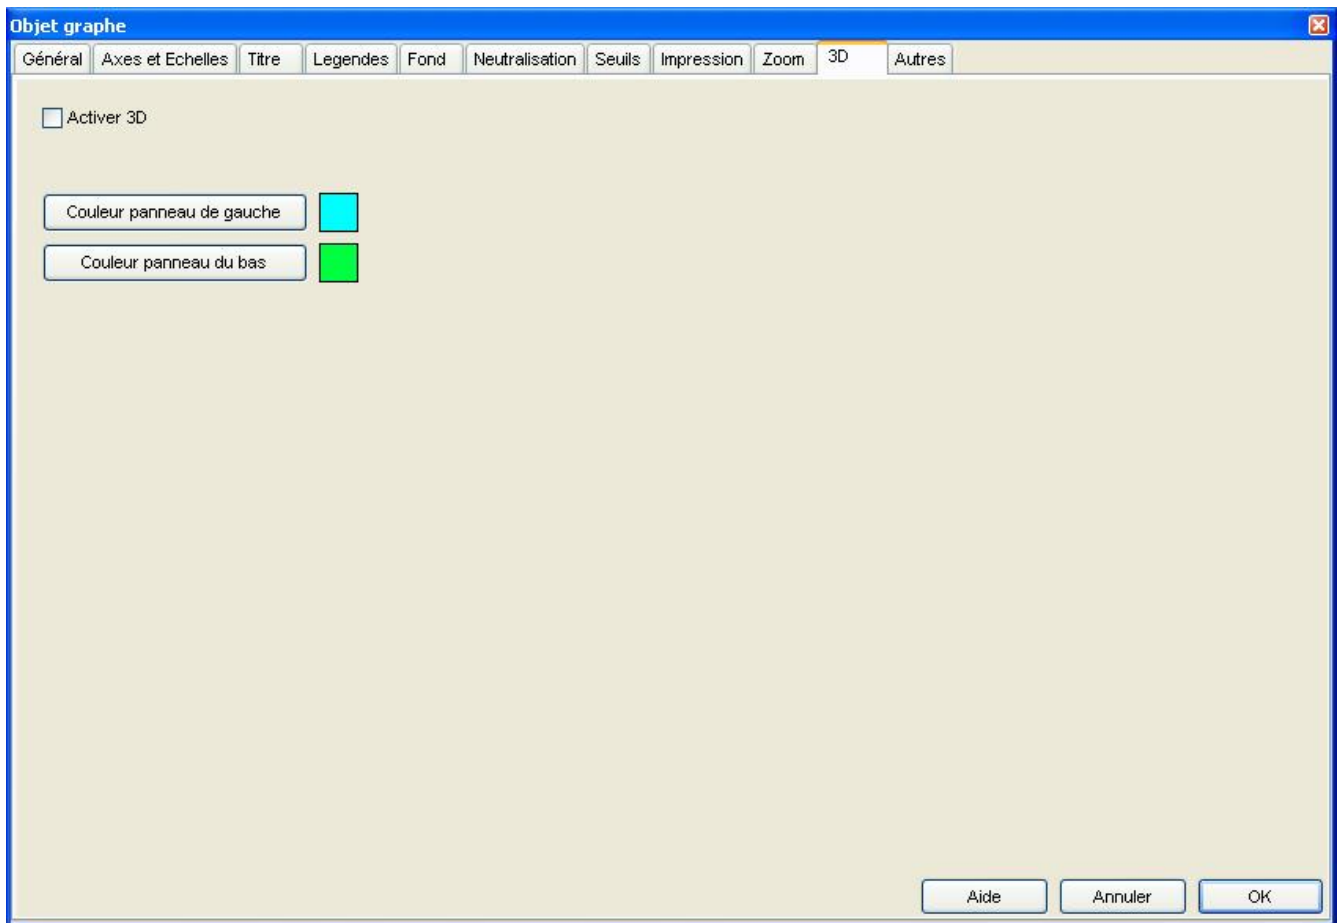 Objet graphe
Général Axes et Echelles Titre Legendes Fond Neutralisation Seuils Impression Zoom 3D Autres
Activer 3D
Couleur panneau de gauche
Couleur panneau du bas
Aide Annuler OK